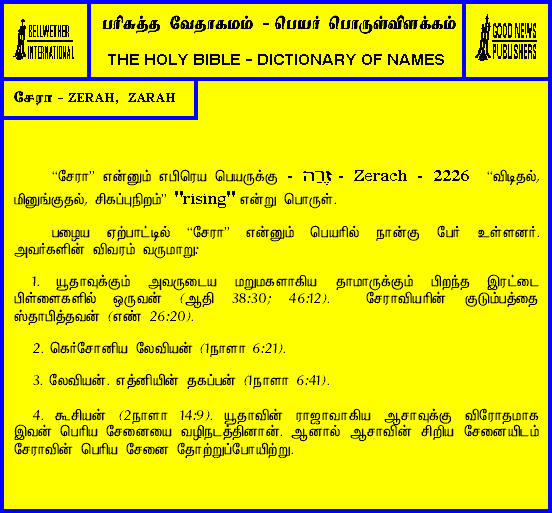 BELLWETHER
INTERNATIONAL
பரிசுத்த வேதாகமம் - பெயர் பொருள்விளக்கம்
THE HOLY BIBLE - DICTIONARY OF NAMES
GOOD NEWS
PUBLISHERS
சேரா - ZERAH, ZARAH
“சேரா” என்னும் எபிரெய பெயருக்கு - זֶרַה - Zerach - 2226 “விடிதல்,
மினுங்குதல், சிகப்புநிறம்” "rising" என்று பொருள்.
பழைய ஏற்பாட்டில் “சேரா” என்னும் பெயரில் நான்கு பேர் உள்ளனர்.
அவர்களின் விவரம் வருமாறு:
1. யூதாவுக்கும் அவருடைய மறுமகளாகிய தாமாருக்கும் பிறந்த இரட்டை
பிள்ளைகளில் ஒருவன் (ஆதி 38:30; 46:12). சேராவியரின் குடும்பத்தை
ஸ்தாபித்தவன் (எண் 26:20).
2. கெர்சோனிய லேவியன் (1நாளா 6:21).
3. லேவியன். எத்னியின் தகப்பன் (1நாளா 6:41).
4. கூசியன் (2நாளா 14:9). யூதாவின் ராஜாவாகிய ஆசாவுக்கு விரோதமாக
இவன் பெரிய சேனையை வழிநடத்தினான். ஆனால் ஆசாவின் சிறிய சேனையிடம்
சேராவின் பெரிய சேனை தோற்றுப்போயிற்று.